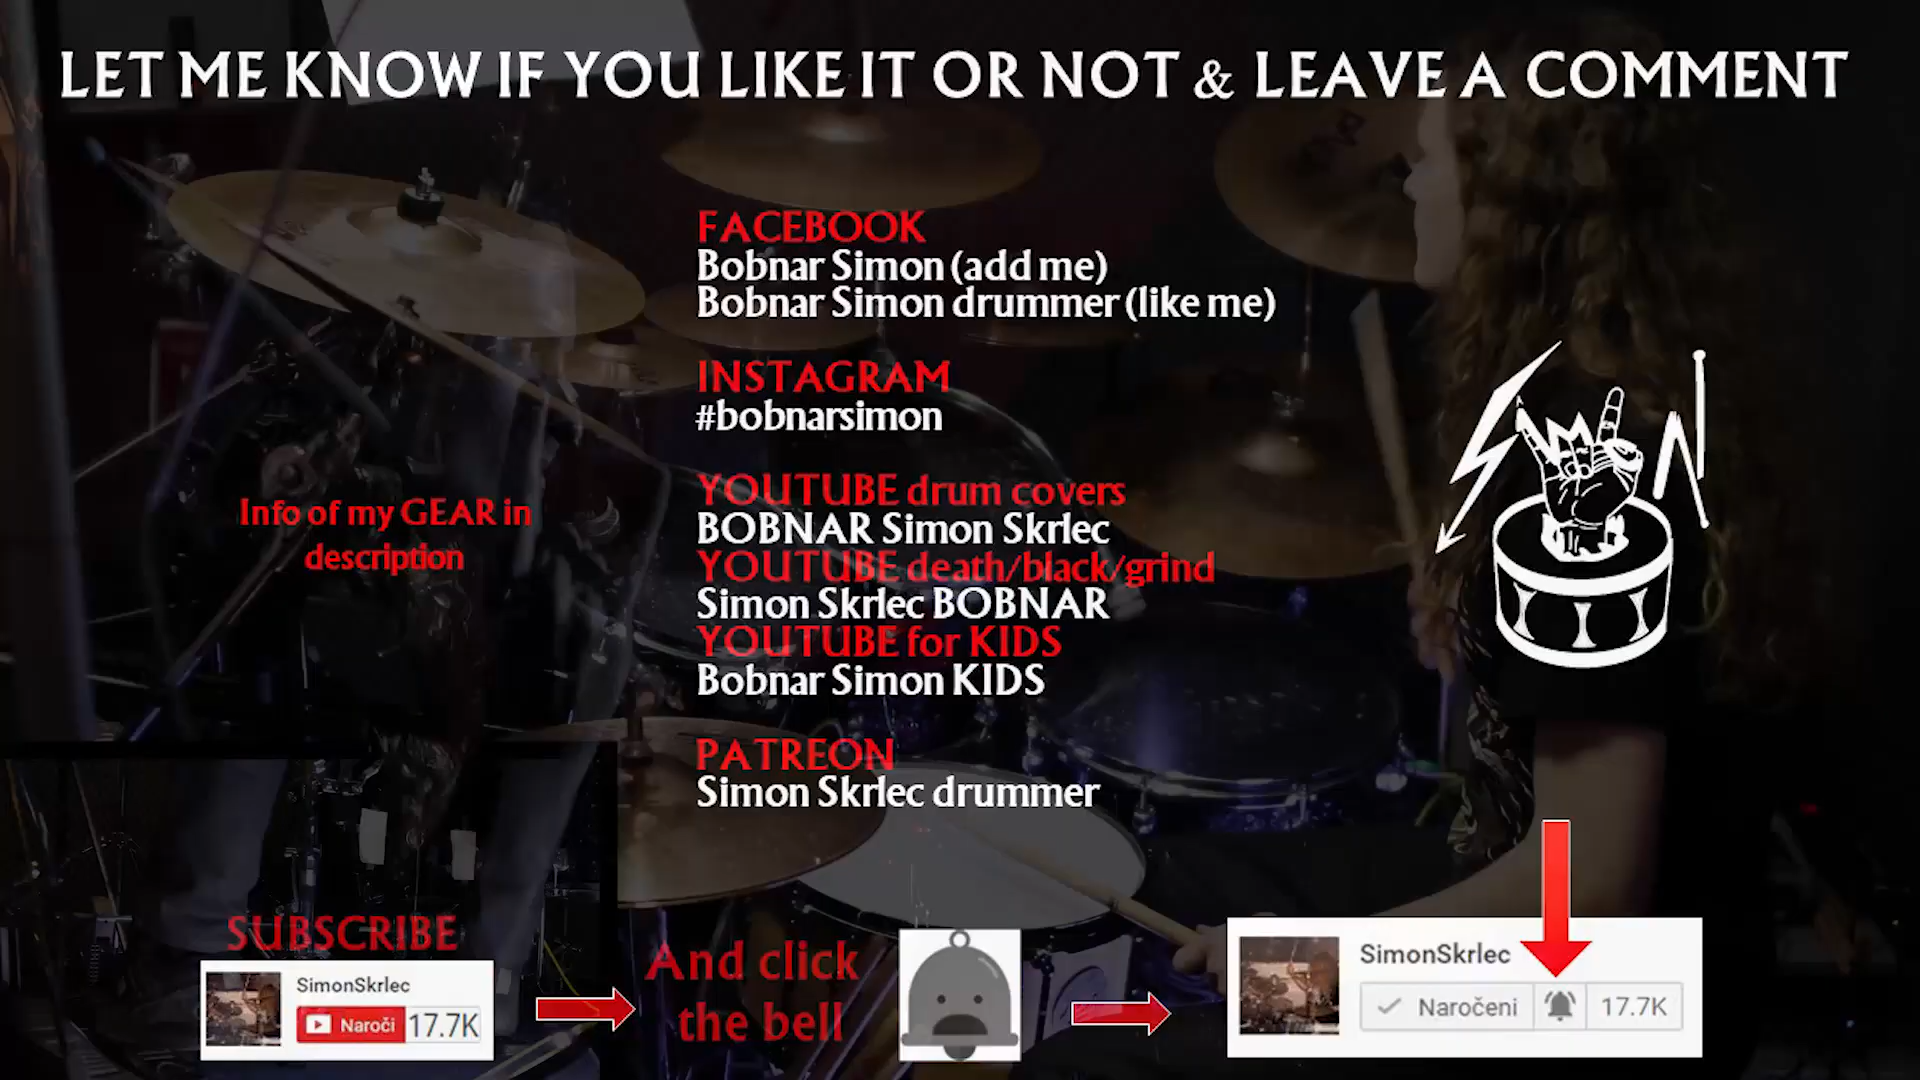 LET ME KNOW IF YOU LIKE IT OR NOT & LEAVE A COMMENT
FACEBOOK
Bobnar Simon (add me)
Bobnar Simon drummer (like me)
INSTAGRAM
#bobnarsimon
YOUTUBE drum covers
BOBNAR Simon Skrlec
YOUTUBE death/black/grind
Simon Skrlec BOBNAR
YOUTUBE for KIDS
Bobnar Simon KIDS
PATREON
Simon Skrlec drummer
Info of my GEAR in
description
SIMON
SUBSCRIBE
SimonSkrlec
Naroči 17.7K
And click
the bell
SimonSkrlec
Naročeni 17.7K